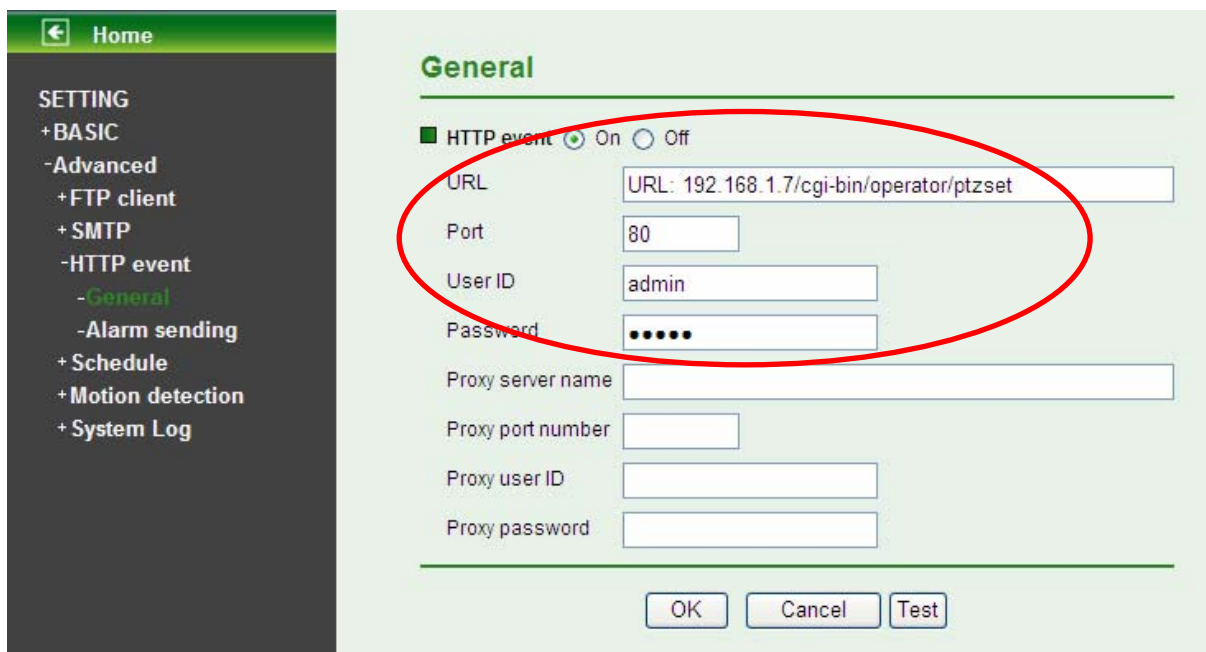 Home
SETTING
+BASIC
-Advanced
+FTP client
+SMTP
-HTTP event
-General
-Alarm sending
+Schedule
+Motion detection
+System Log
General
HTTP event On Off
URL URL: 192.168.1.7/cgi-bin/operator/ptzset
Port 80
User ID admin
Password •••••
Proxy server name
Proxy port number
Proxy user ID
Proxy password
OK Cancel Test